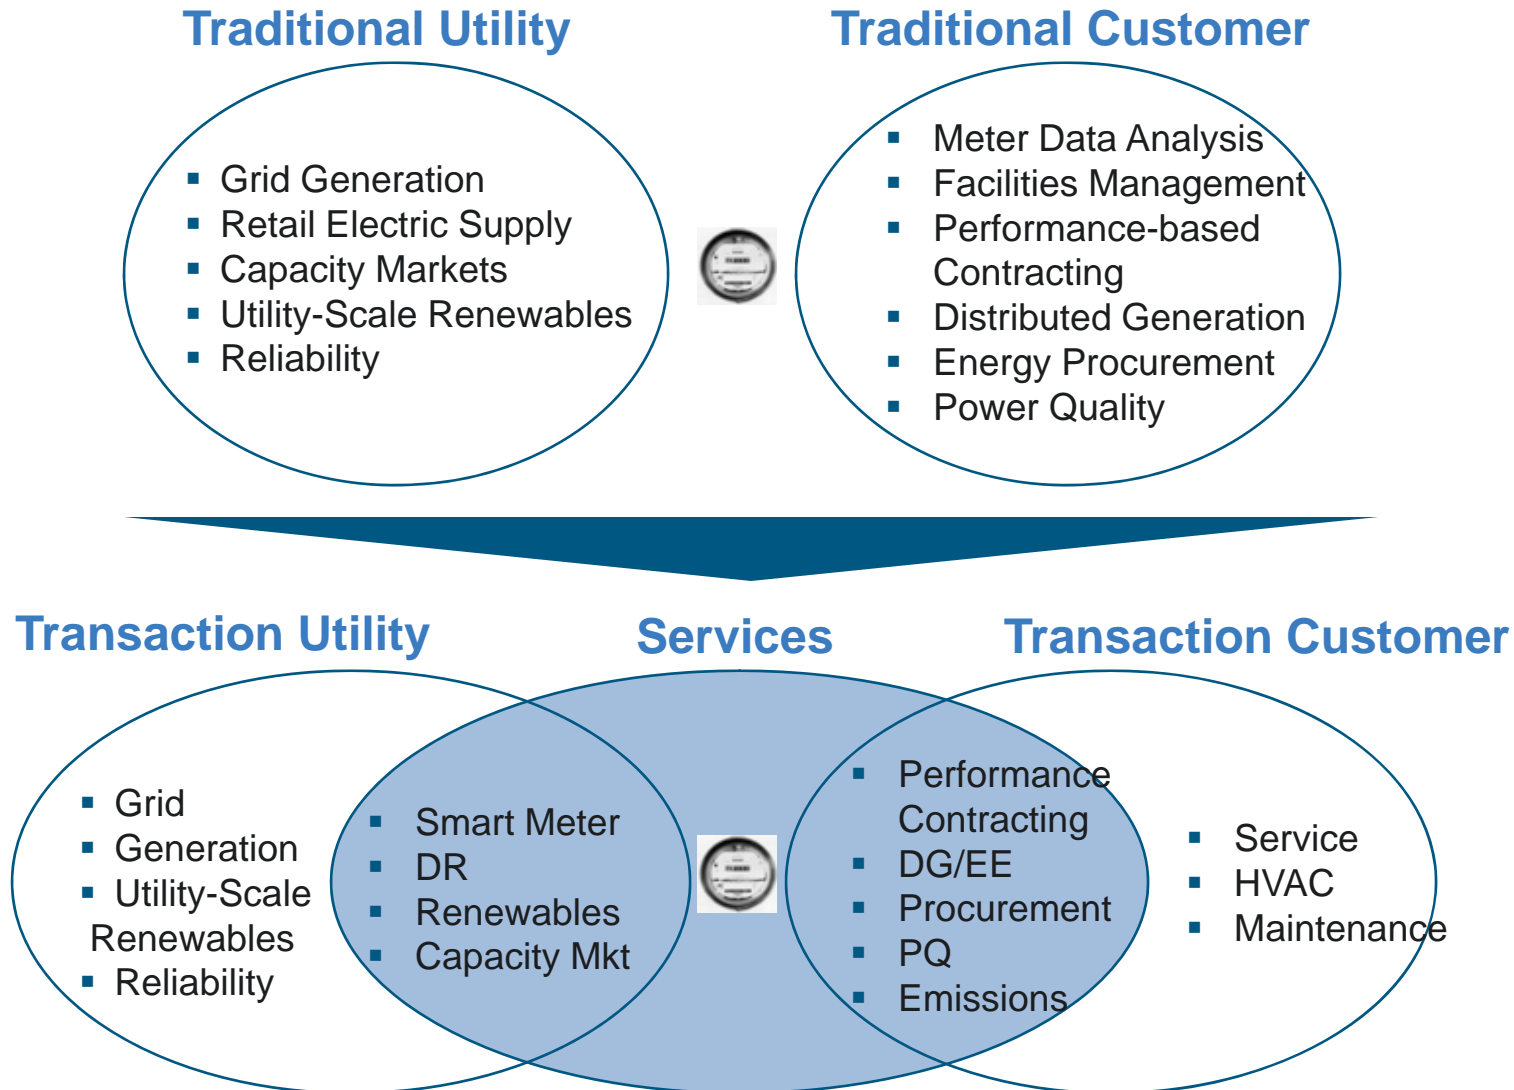 Traditional Utility
Traditional Customer
▪ Grid Generation
▪ Retail Electric Supply
▪ Capacity Markets
▪ Utility-Scale Renewables
▪ Reliability
▪ Meter Data Analysis
▪ Facilities Management
▪ Performance-based
Contracting
▪ Distributed Generation
▪ Energy Procurement
▪ Power Quality
Transaction Utility
Services
Transaction Customer
▪ Grid
▪ Generation
▪ Utility-Scale
Renewables
▪ Reliability
▪ Smart Meter
▪ DR
▪ Renewables
▪ Capacity Mkt
▪ Performance
Contracting
▪ DG/EE
▪ Procurement
▪ PQ
▪ Emissions
▪ Service
▪ HVAC
▪ Maintenance